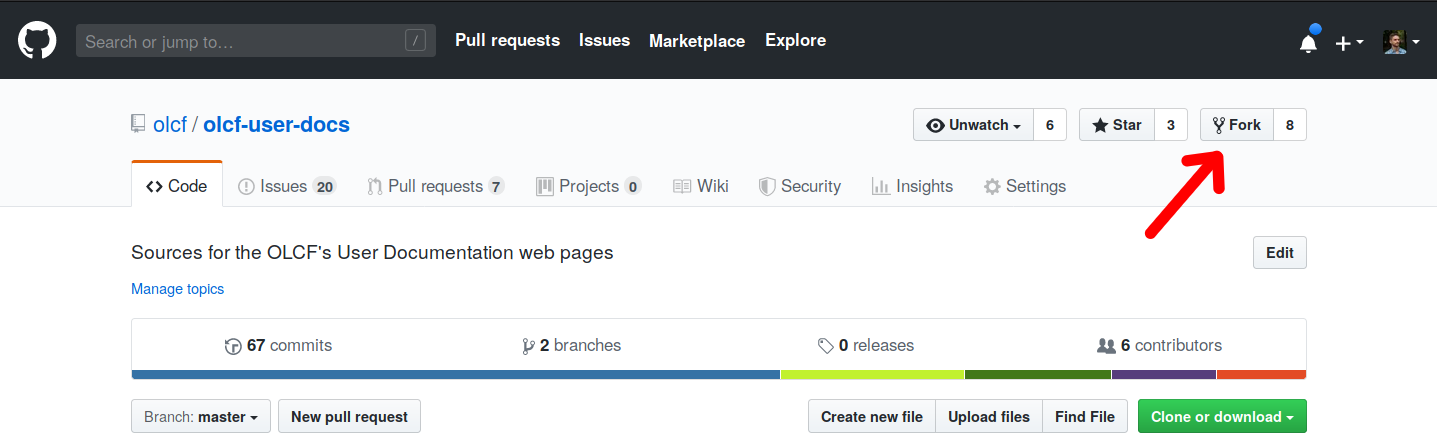 Search or jump to… / Pull requests Issues Marketplace Explore
olcf / olcf-user-docs Unwatch 6 Star 3 Fork 8
Code Issues 20 Pull requests 7 Projects 0 Wiki Security Insights Settings
Sources for the OLCF's User Documentation web pages Edit
Manage topics
67 commits 2 branches 0 releases 6 contributors
Branch: master New pull request Create new file Upload files Find File Clone or download